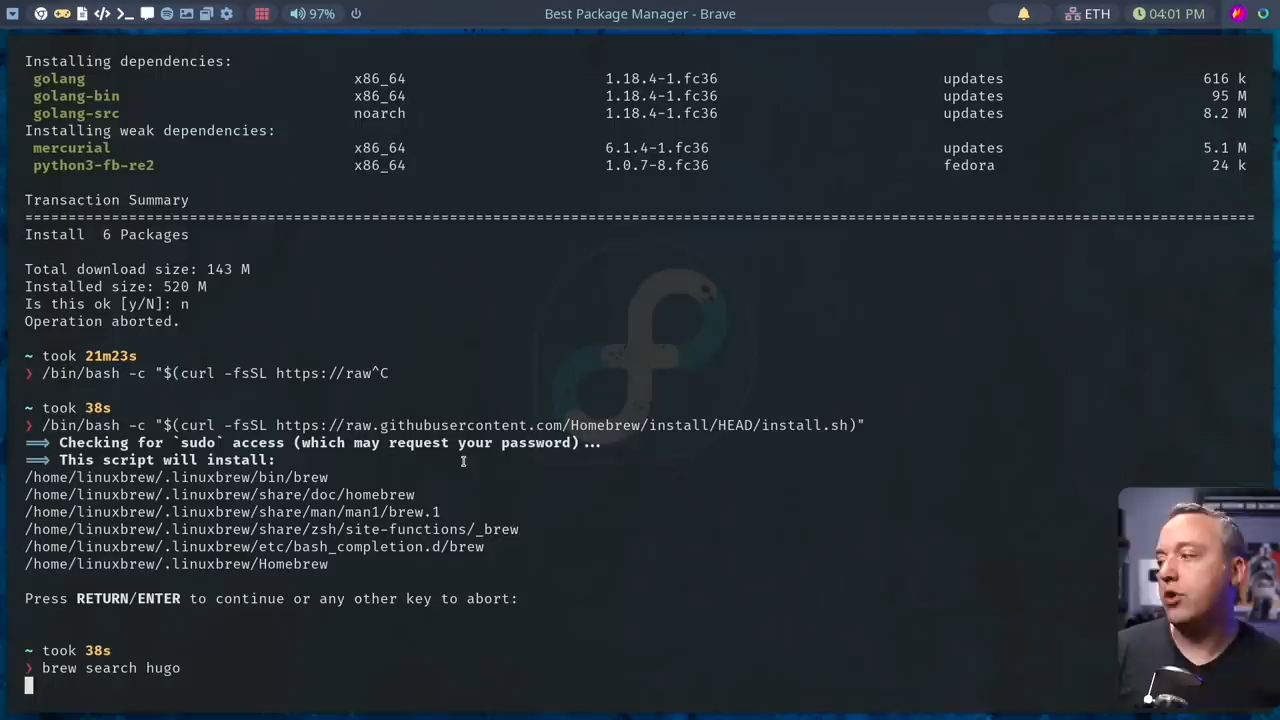 97%
Best Package Manager - Brave
ETH
04:01 PM
Installing dependencies:
golang x86_64 1.18.4-1.fc36 updates 616 k
golang-bin x86_64 1.18.4-1.fc36 updates 95 M
golang-src noarch 1.18.4-1.fc36 updates 8.2 M
Installing weak dependencies:
mercurial x86_64 6.1.4-1.fc36 updates 5.1 M
python3-fb-re2 x86_64 1.0.7-8.fc36 fedora 24 k
Transaction Summary
================================================================================
Install  6 Packages
Total download size: 143 M
Installed size: 520 M
Is this ok [y/N]: n
Operation aborted.
~ took 21m23s
❯ /bin/bash -c "$(curl -fsSL https://raw^C
~ took 38s
❯ /bin/bash -c "$(curl -fsSL https://raw.githubusercontent.com/Homebrew/install/HEAD/install.sh)"
==> Checking for `sudo` access (which may request your password)...
==> This script will install:
/home/linuxbrew/.linuxbrew/bin/brew
/home/linuxbrew/.linuxbrew/share/doc/homebrew
/home/linuxbrew/.linuxbrew/share/man/man1/brew.1
/home/linuxbrew/.linuxbrew/share/zsh/site-functions/_brew
/home/linuxbrew/.linuxbrew/etc/bash_completion.d/brew
/home/linuxbrew/.linuxbrew/Homebrew
Press RETURN/ENTER to continue or any other key to abort:
~ took 38s
❯ brew search hugo